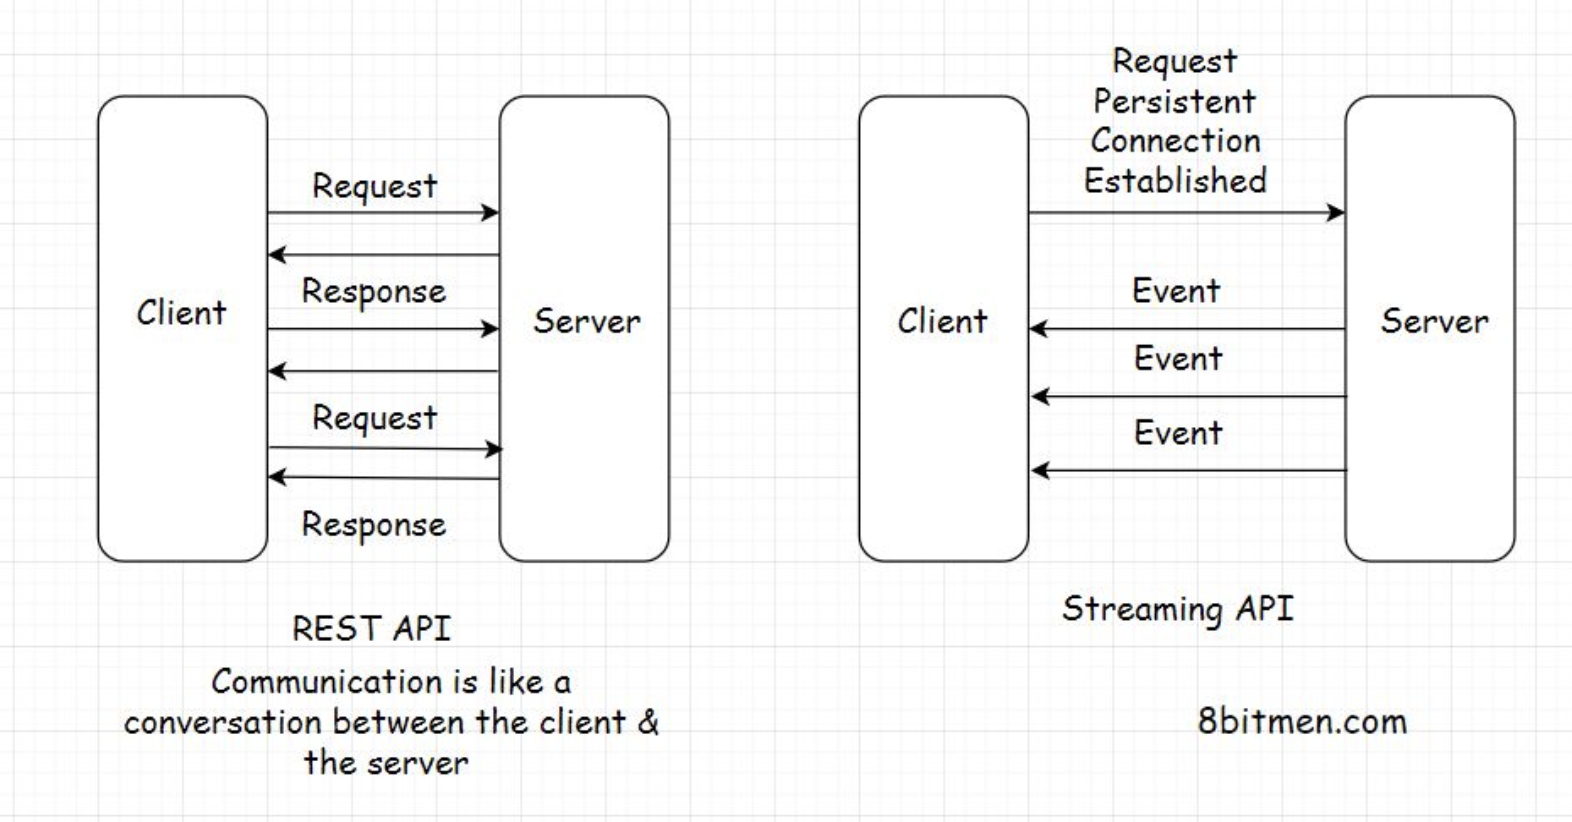 Request
Response
Client
Server
Request
Response
REST API
Communication is like a
conversation between the client &
the server
Request
Persistent
Connection
Established
Event
Client
Server
Event
Event
Streaming API
8bitmen.com